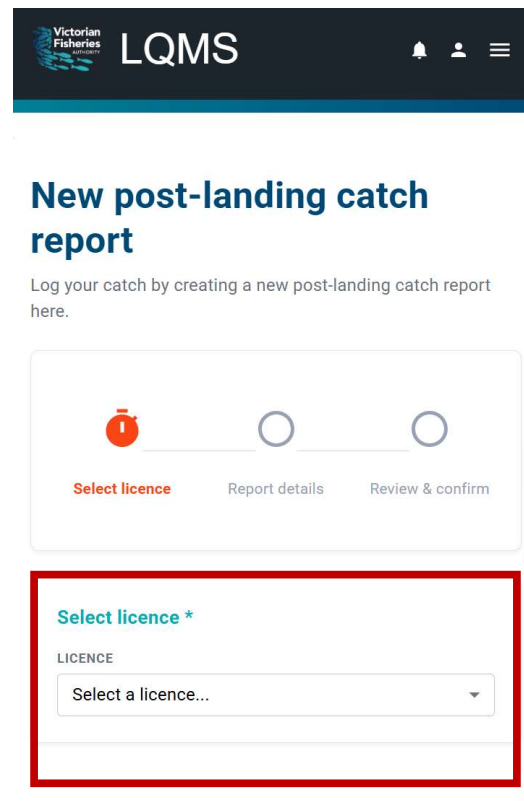 Victorian
Fisheries
AUTHORITY
LQMS
New post-landing catch
report
Log your catch by creating a new post-landing catch report
here.
Select licence
Report details
Review & confirm
Select licence *
LICENCE
Select a licence...